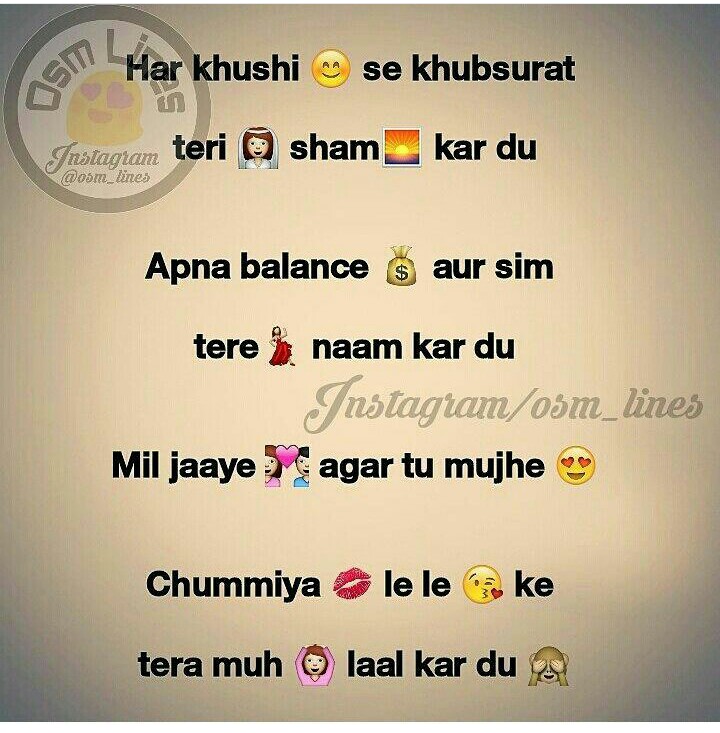 Osm Lines
Instagram
@osm_lines
Har khushi 😊 se khubsurat
teri 👰 sham🌅 kar du
Apna balance 💰 aur sim
tere💃 naam kar du
Instagram/osm_lines
Mil jaaye 💑 agar tu mujhe 😍
Chummiya 💋 le le 😘 ke
tera muh 🙆 laal kar du 🙈